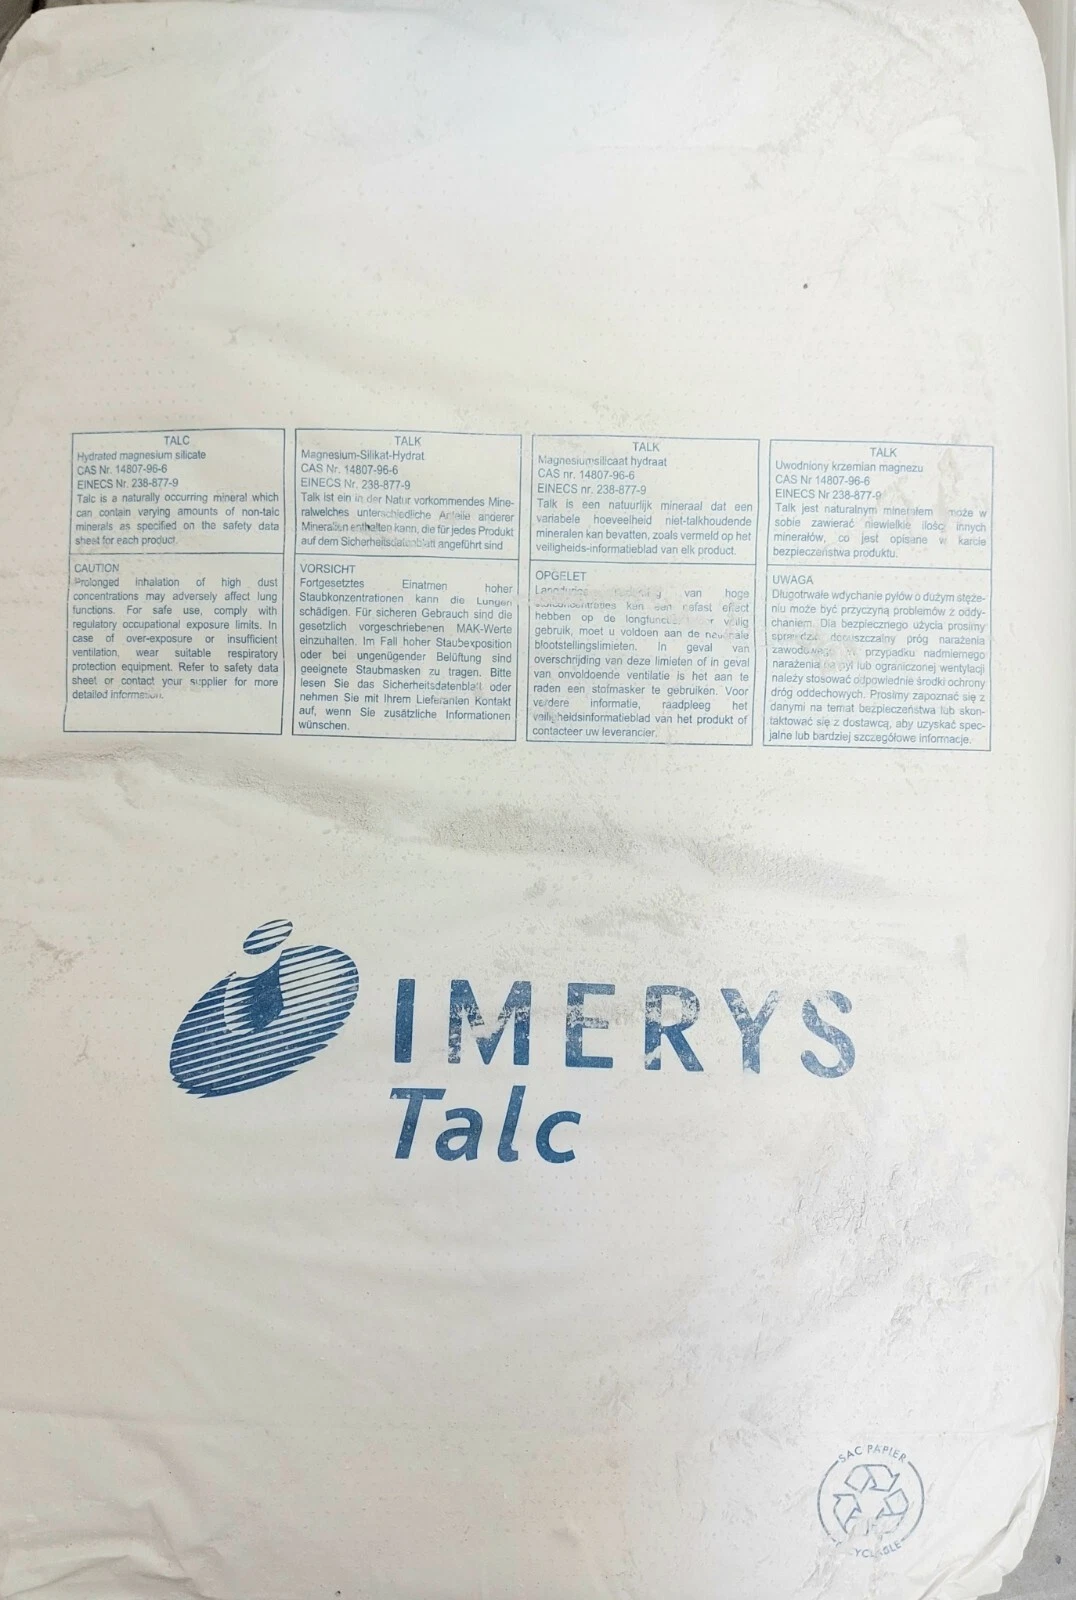 TALC
Hydrated magnesium silicate
CAS Nr. 14807-96-6
EINECS Nr. 238-877-9
Talc is a naturally occurring mineral which
can contain varying amounts of non-talc
minerals as specified on the safety data
sheet for each product.
CAUTION
Prolonged inhalation of high dust
concentrations may adversely affect lung
functions. For safe use, comply with
regulatory occupational exposure limits. In
case of over-exposure or insufficient
ventilation, wear suitable respiratory
protection equipment. Refer to safety data
sheet or contact your supplier for more
detailed information.
TALK
Magnesium-Silikat-Hydrat
CAS Nr. 14807-96-6
EINECS Nr. 238-877-9
Talk ist ein in der Natur vorkommendes Mine-
ralwelches unterschiedliche Anteile anderer
Mineralien enthalten kann, die für jedes Produkt
auf dem Sicherheitsdatenblatt angeführt sind
VORSICHT
Fortgesetztes Einatmen hoher
Staubkonzentrationen kann die Lungen
schädigen. Für sicheren Gebrauch sind die
gesetzlich vorgeschriebenen MAK-Werte
einzuhalten. Im Fall hoher Staubexposition
oder bei ungenügender Belüftung sind
geeignete Staubmasken zu tragen. Bitte
lesen Sie das Sicherheitsdatenblatt oder
nehmen Sie mit Ihrem Lieferanten Kontakt
auf, wenn Sie zusätzliche Informationen
wünschen.
TALK
Magnesiumsilicaat hydraat
CAS nr. 14807-96-6
EINEC nr. 238-877-9
Talk is een natuurlijk mineraal dat een
variabele hoeveelheid niet-talkhoudende
mineralen kan bevatten, zoals vermeld op het
veiligheids-informatieblad van elk product.
OPGELET
van hoge
kan een nefast effect
hebben op de veilig
gebruik, moet u voldoen aan de nationale
blootstellingslimieten. In geval van
overschrijding van deze limieten of in geval
van onvoldoende ventilatie is het aan te
raden een stofmasker te gebruiken. Voor
verdere informatie, raadpleeg het
veiligheidsinformatieblad van het produkt of
contacteer uw leverancier.
TALK
Uwodniony krzemian magnezu
CAS Nr 14807-96-6
EINECS Nr 238-877-9
Talk jest naturalnym minerałem może w
sobie zawierać niewielkie ilości innych
minerałów, co jest opisane w karcie
bezpieczeństwa produktu.
UWAGA
Długotrwałe wdychanie pyłów o dużym stęże-
niu może być przyczyną problemów z oddy-
chaniem. Dla bezpiecznego użycia prosimy
sprawdzić dopuszczalny próg narażenia
przypadku nadmiernego
narażenia na pył lub ograniczonej wentylacji
należy stosować odpowiednie środki ochrony
dróg oddechowych. Prosimy zapoznać się z
danymi na temat bezpieczeństwa lub skon-
taktować się z dostawcą, aby uzyskać spec-
jalne lub bardziej szczegółowe informacje.
IMERYS
Talc
SAC PAPIER